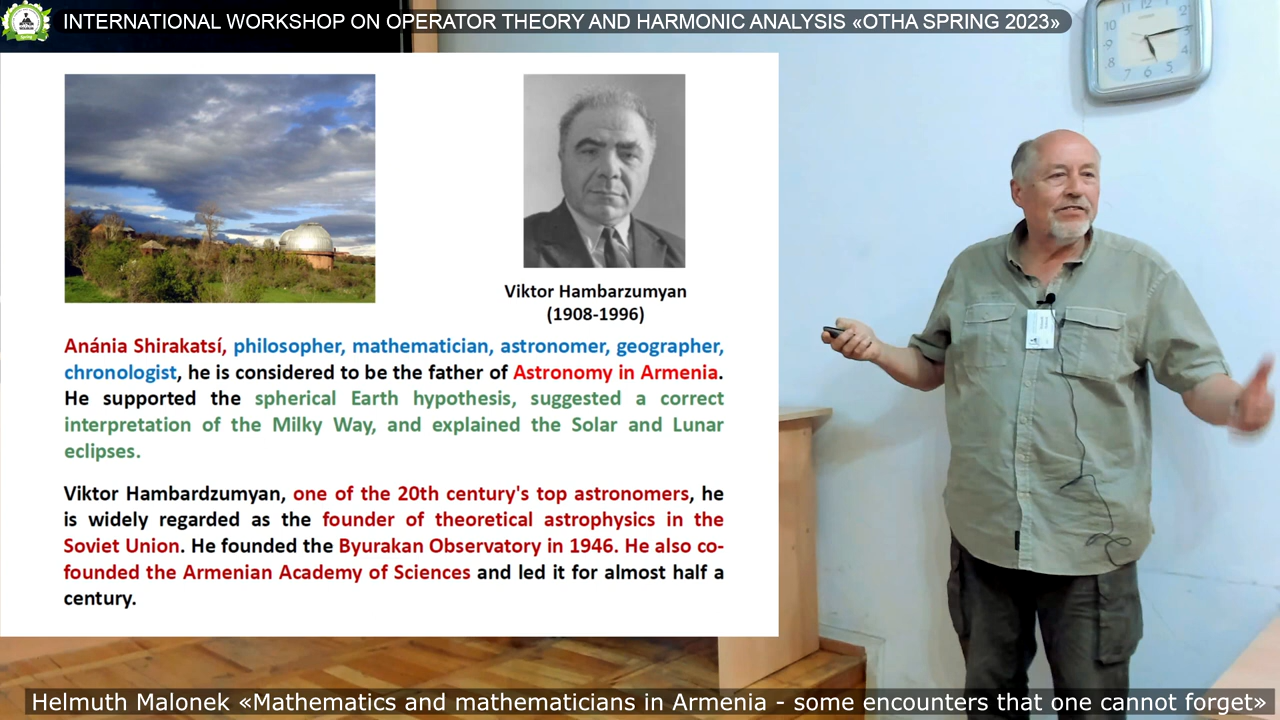 INTERNATIONAL WORKSHOP ON OPERATOR THEORY AND HARMONIC ANALYSIS «OTHA SPRING 2023»
Viktor Hambarzumyan
(1908-1996)
Anánia Shirakatsí, philosopher, mathematician, astronomer, geographer,
chronologist, he is considered to be the father of Astronomy in Armenia.
He supported the spherical Earth hypothesis, suggested a correct
interpretation of the Milky Way, and explained the Solar and Lunar
eclipses.
Viktor Hambardzumyan, one of the 20th century's top astronomers, he
is widely regarded as the founder of theoretical astrophysics in the
Soviet Union. He founded the Byurakan Observatory in 1946. He also co-
founded the Armenian Academy of Sciences and led it for almost half a
century.
Helmuth Malonek «Mathematics and mathematicians in Armenia - some encounters that one cannot forget»